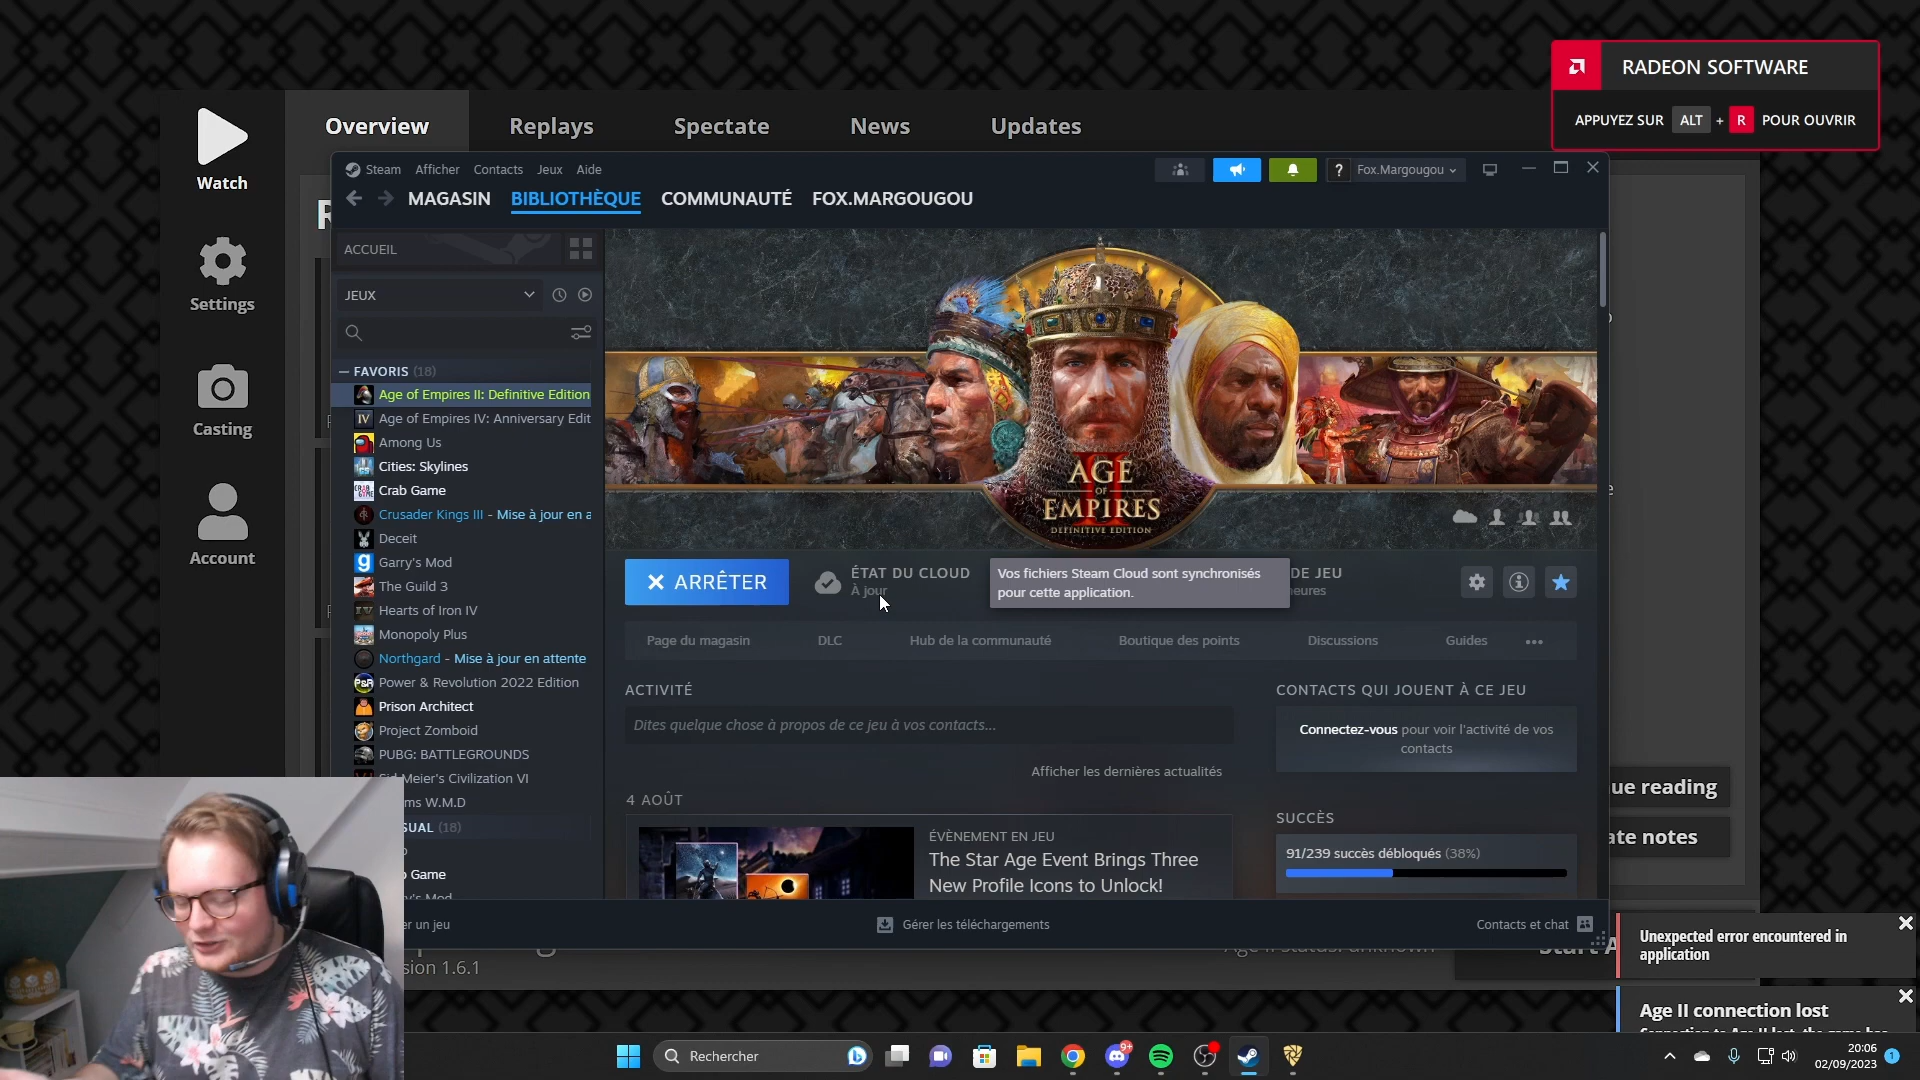 RADEON SOFTWARE
APPUYEZ SUR ALT + R POUR OUVRIR
Overview
Replays
Spectate
News
Updates
Watch
Settings
Casting
Account
Steam Afficher Contacts Jeux Aide
? Fox.Margougou
MAGASIN BIBLIOTHÈQUE COMMUNAUTÉ FOX.MARGOUGOU
ACCUEIL
JEUX
FAVORIS (18)
Age of Empires II: Definitive Edition
Age of Empires IV: Anniversary Edit
Among Us
Cities: Skylines
Crab Game
Crusader Kings III - Mise à jour en a
Deceit
Garry's Mod
The Guild 3
Hearts of Iron IV
Monopoly Plus
Northgard - Mise à jour en attente
Power & Revolution 2022 Edition
Prison Architect
Project Zomboid
PUBG: BATTLEGROUNDS
Sid Meier's Civilization VI
ms W.M.D
SUAL (18)
b Game
y's Mod
er un jeu
AGE
OF
EMPIRES
II
DEFINITIVE EDITION
ARRÊTER
ÉTAT DU CLOUD
À jour
Vos fichiers Steam Cloud sont synchronisés
pour cette application.
DE JEU
heures
Page du magasin
DLC
Hub de la communauté
Boutique des points
Discussions
Guides
ACTIVITÉ
Dites quelque chose à propos de ce jeu à vos contacts...
Afficher les dernières actualités
4 AOÛT
ÉVÈNEMENT EN JEU
The Star Age Event Brings Three
New Profile Icons to Unlock!
CONTACTS QUI JOUENT À CE JEU
Connectez-vous pour voir l'activité de vos
contacts
SUCCÈS
91/239 succès débloqués (38%)
Gérer les téléchargements
Contacts et chat
ue reading
ate notes
sion 1.6.1
Start A
Unexpected error encountered in
application
Age II connection lost
Rechercher
9+
20:06
02/09/2023
1